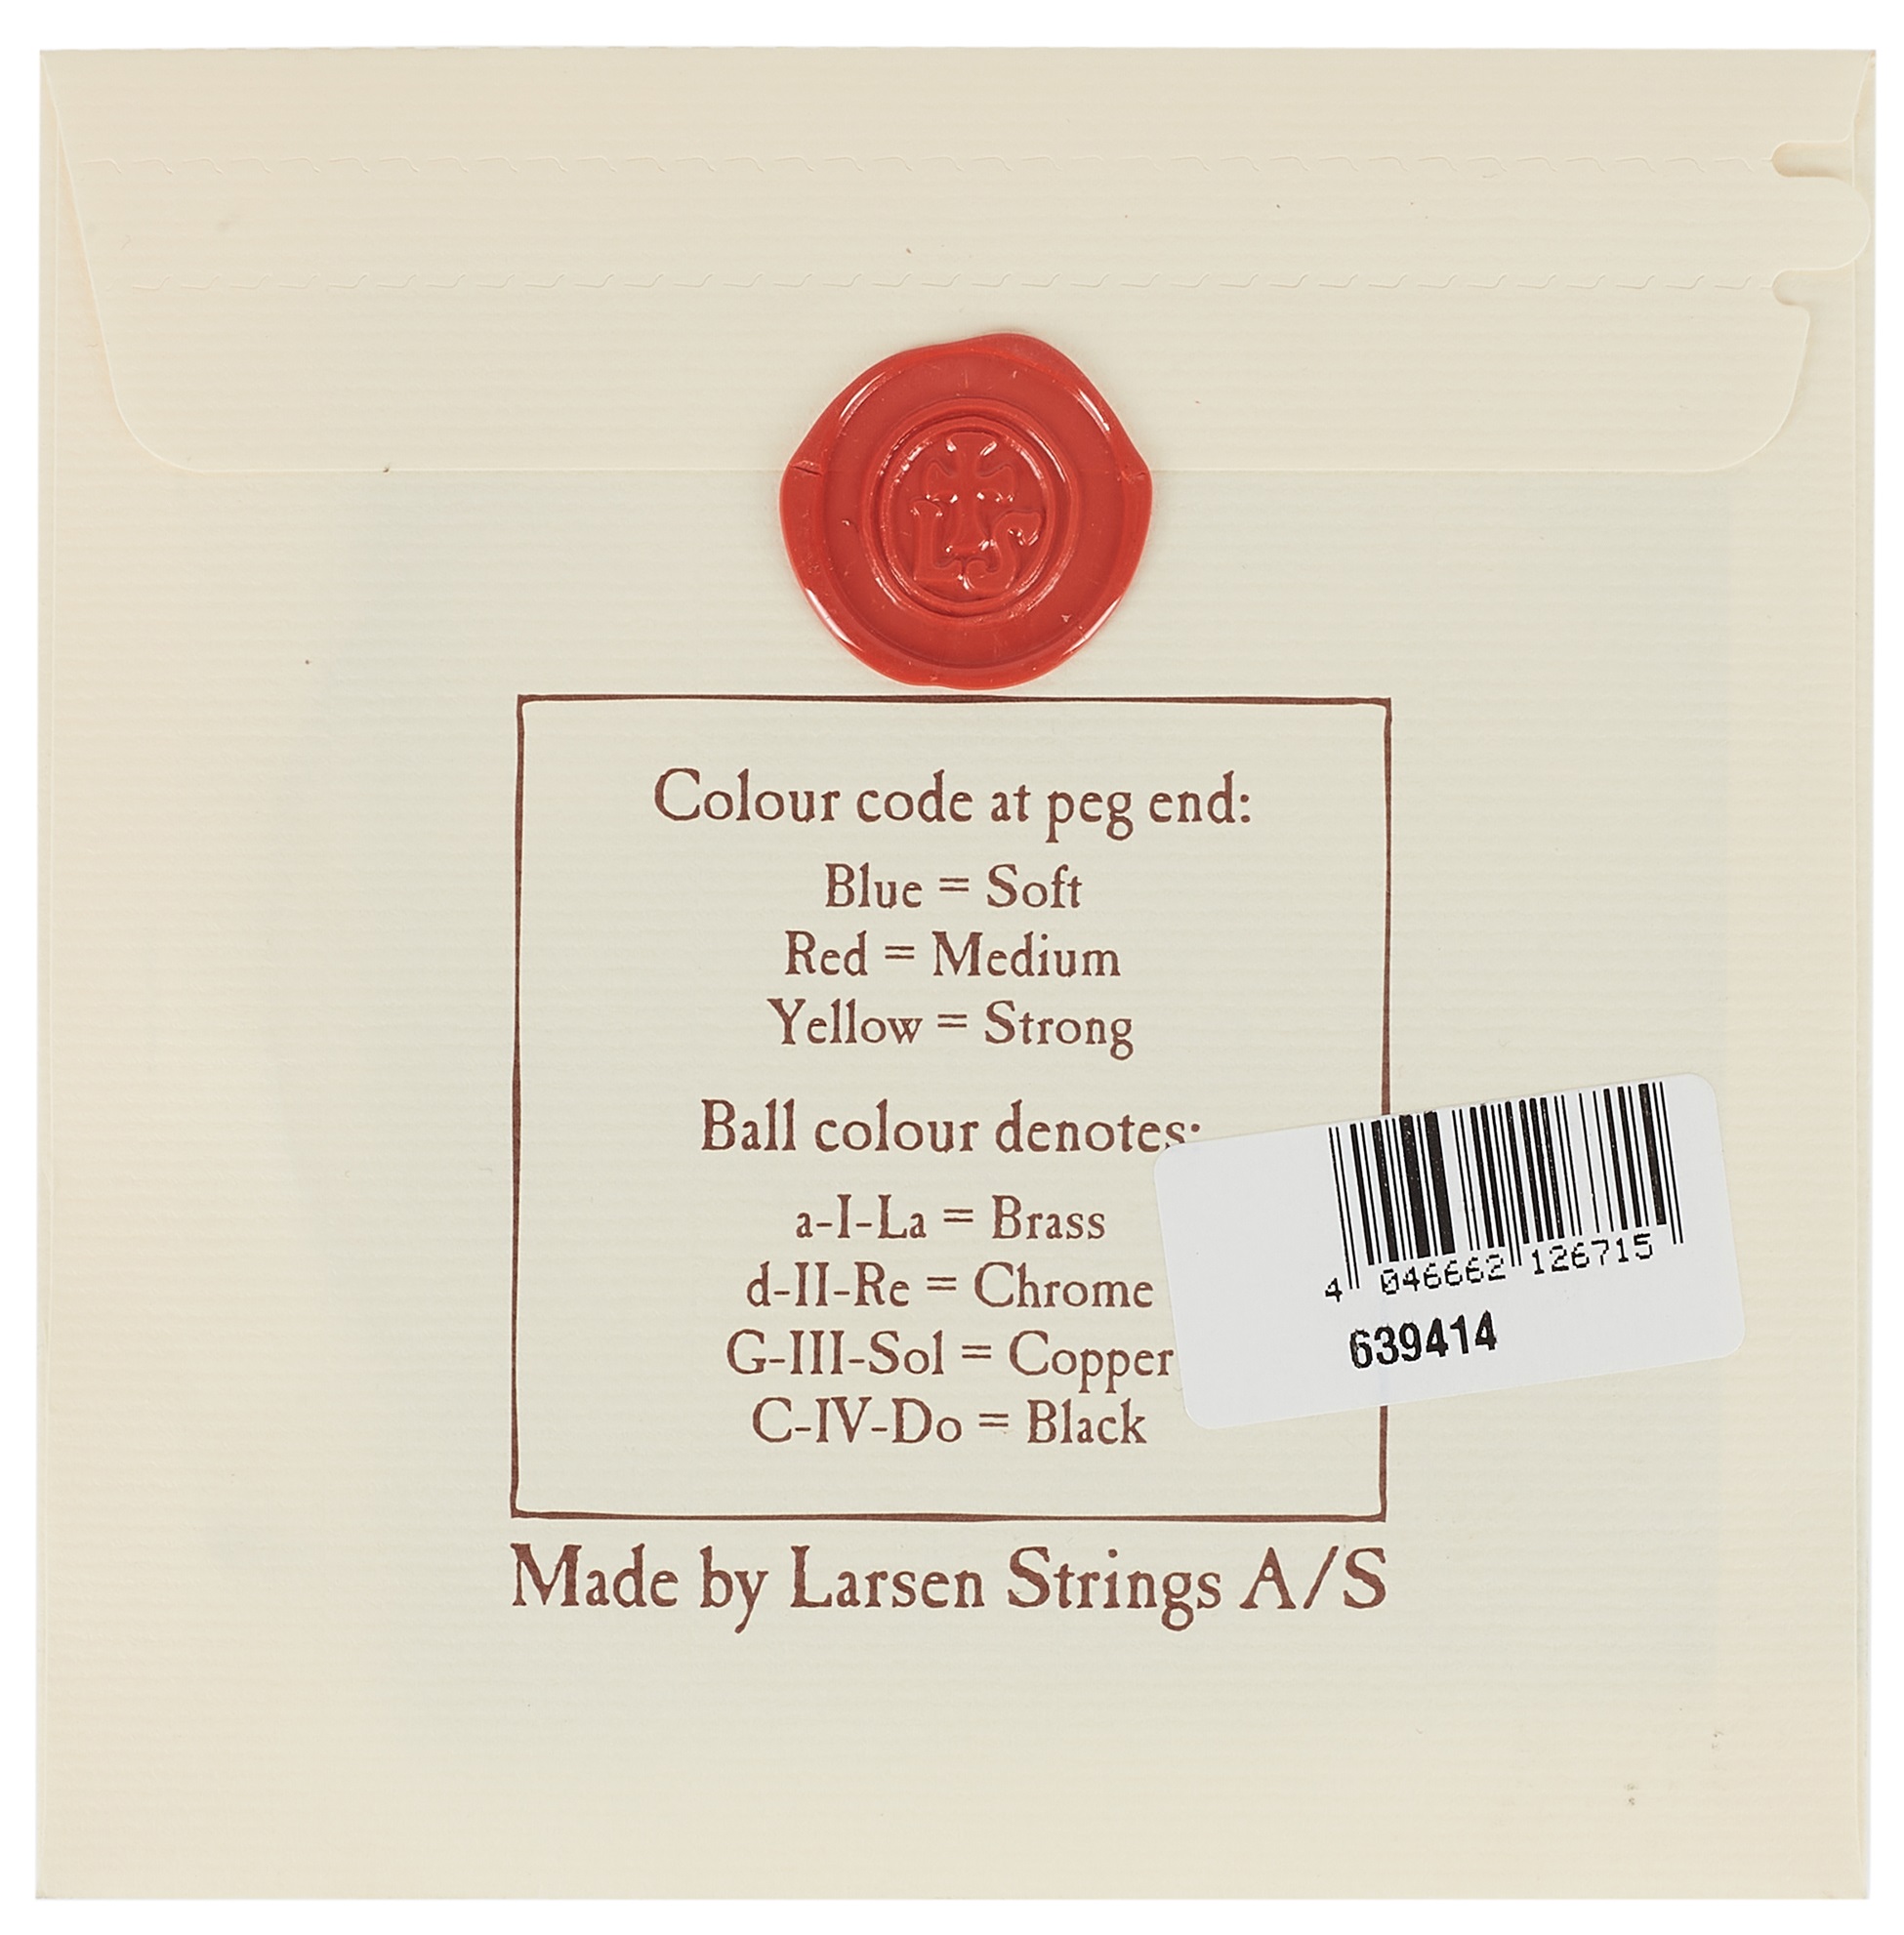 LS
Colour code at peg end:
Blue = Soft
Red = Medium
Yellow = Strong
Ball colour denotes:
a-I-La = Brass
d-II-Re = Chrome
G-III-Sol = Copper
C-IV-Do = Black
4 046662 126715
639414
Made by Larsen Strings A/S